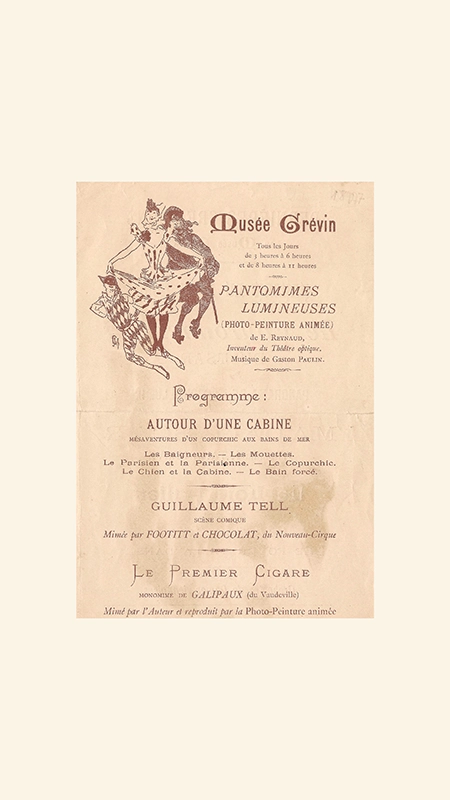 Musée Grévin
Tous les Jours
de 3 heures à 6 heures
et de 8 heures à 11 heures
PANTOMIMES
LUMINEUSES
(PHOTO-PEINTURE ANIMÉE)
de E. REYNAUD,
Inventeur du Théâtre optique.
Musique de Gaston PAULIN.
Programme :
AUTOUR D'UNE CABINE
MÉSAVENTURES D'UN COPURCHIC AUX BAINS DE MER
Les Baigneurs. — Les Mouettes.
Le Parisien et la Parisienne. — Le Copurchic.
Le Chien et la Cabine. — Le Bain forcé.
GUILLAUME TELL
SCÈNE COMIQUE
Mimée par FOOTITT et CHOCOLAT, du Nouveau-Cirque
LE PREMIER CIGARE
MONOMIME DE GALIPAUX (du Vaudeville)
Mimé par l'Auteur et reproduit par la Photo-Peinture animée